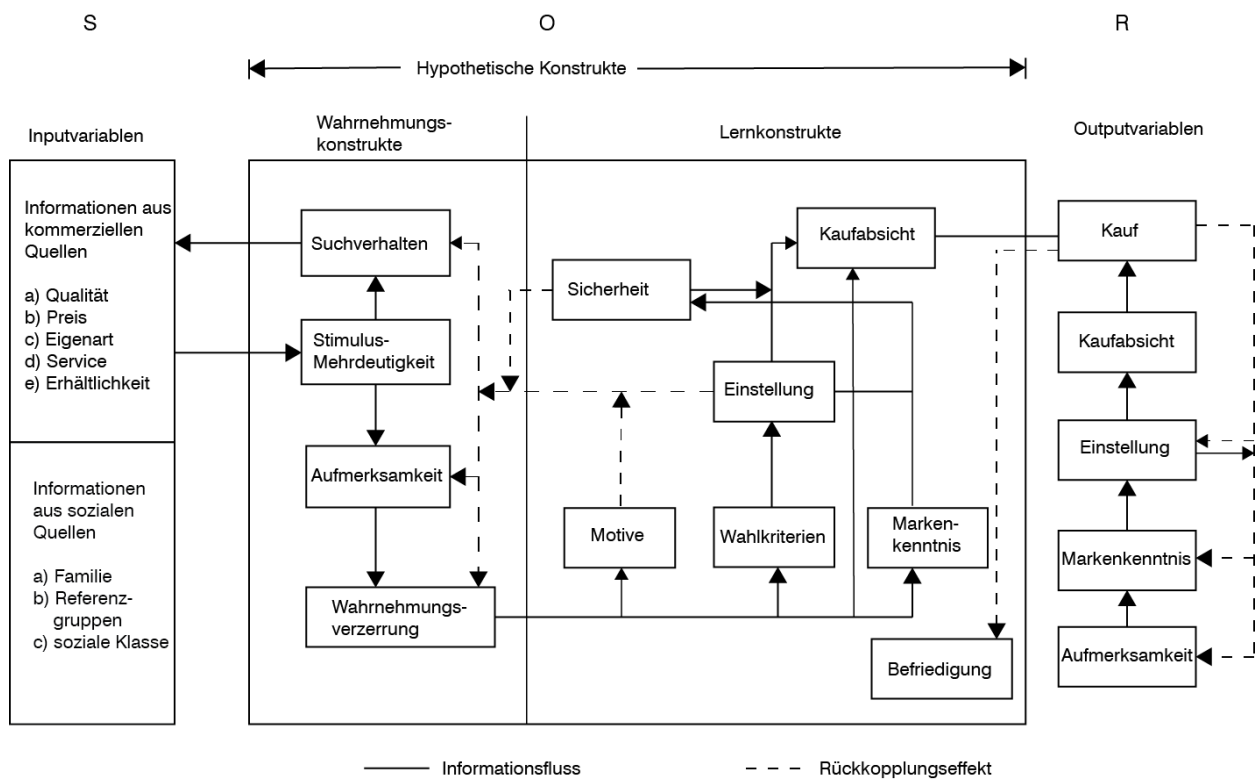 S
O
R
Hypothetische Konstrukte
Inputvariablen
Wahrnehmungs-
konstrukte
Lernkonstrukte
Outputvariablen
Informationen aus
kommerziellen
Quellen
a) Qualität
b) Preis
c) Eigenart
d) Service
e) Erhältlichkeit
Informationen
aus sozialen
Quellen
a) Familie
b) Referenz-
gruppen
c) soziale Klasse
Suchverhalten
Stimulus-
Mehrdeutigkeit
Aufmerksamkeit
Wahrnehmungs-
verzerrung
Sicherheit
Kaufabsicht
Einstellung
Motive
Wahlkriterien
Marken-
kenntnis
Befriedigung
Kauf
Kaufabsicht
Einstellung
Markenkenntnis
Aufmerksamkeit
Informationsfluss
Rückkopplungseffekt